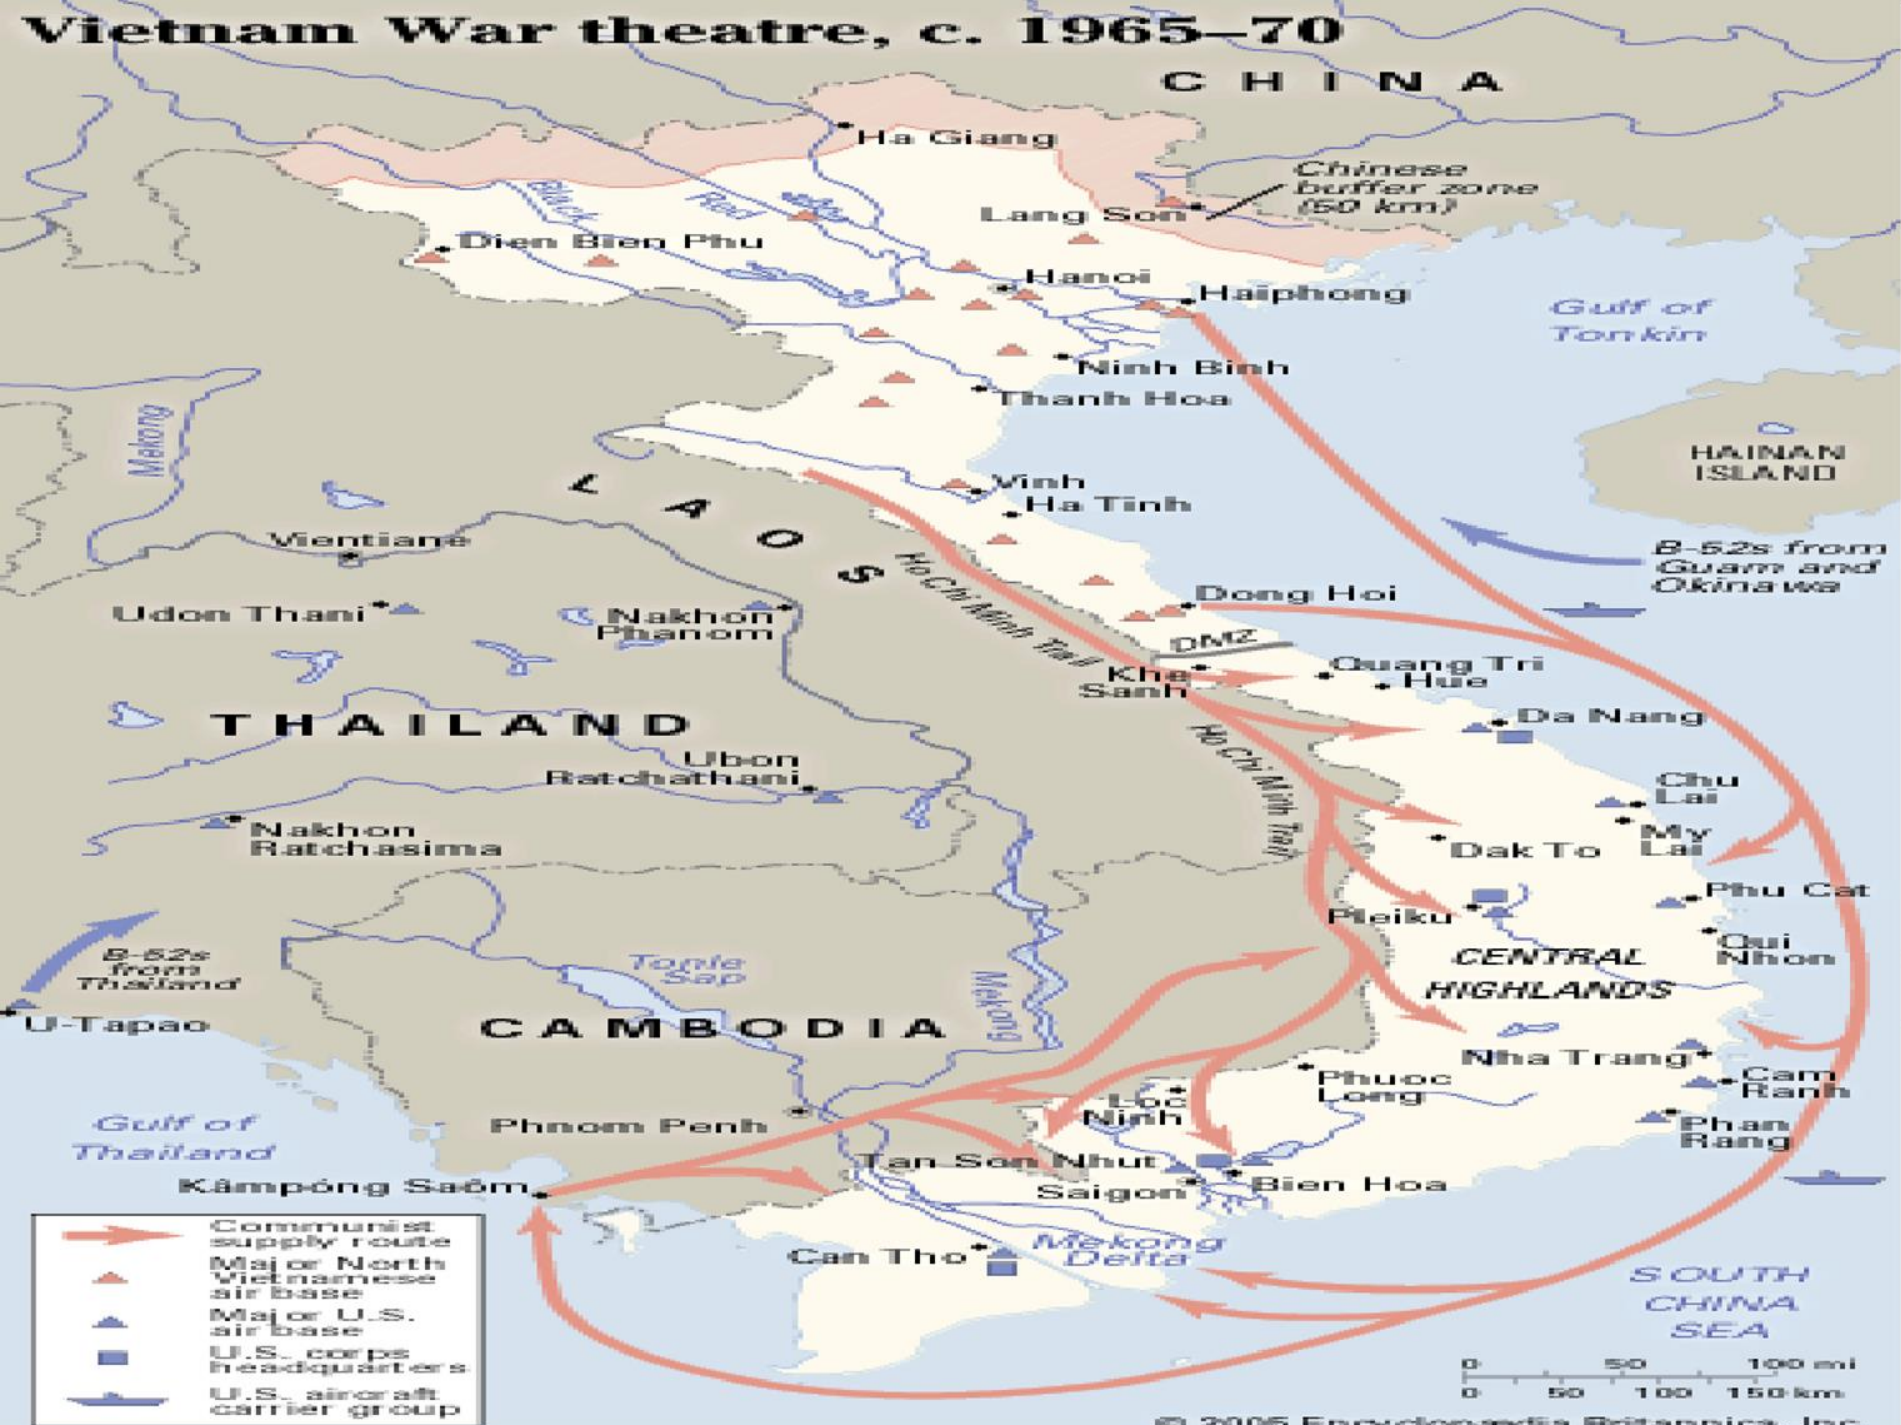 Vietnam War theatre, c. 1965–70
CHINA
Ha Giang
Chinese
buffer zone
(50 km)
Black
Red
Lang Son
Dien Bien Phu
Hanoi
Haiphong
Gulf of
Tonkin
Ninh Binh
Thanh Hoa
Mekong
HAINAN
ISLAND
LAOS
Vinh
Ha Tinh
Vientiane
Ho Chi Minh Trail
B-52s from
Guam and
Okinawa
Udon Thani
Nakhon
Phanom
Dong Hoi
DMZ
Khe
Sanh
Quang Tri
Hue
THAILAND
Da Nang
Ho Chi Minh Trail
Ubon
Ratchathani
Chu
Lai
Nakhon
Ratchasima
My
Lai
Dak To
Phu Cat
Pleiku
Qui
Nhon
CENTRAL
HIGHLANDS
B-52s
from
Thailand
Tonle
Sap
Mekong
U-Tapao
CAMBODIA
Nha Trang
Cam
Ranh
Phuoc
Long
Loc
Ninh
Phan
Rang
Gulf of
Thailand
Phnom Penh
Tan Son Nhut
Kâmpóng Saôm
Saigon
Bien Hoa
Can Tho
Mekong
Delta
SOUTH
CHINA
SEA
Communist
supply route
Major North
Vietnamese
air base
Major U.S.
air base
U.S. corps
headquarters
U.S. aircraft
carrier group
0 50 100 mi
0 50 100 150 km
© 2005 Encyclopædia Britannica, Inc.